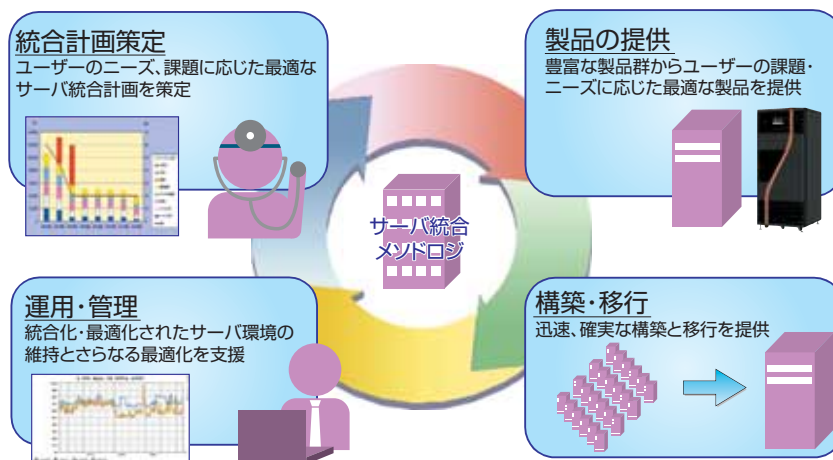 統合計画策定
ユーザーのニーズ、課題に応じた最適な
サーバ統合計画を策定
製品の提供
豊富な製品群からユーザーの課題・
ニーズに応じた最適な製品を提供
サーバ統合
メソドロジ
運用・管理
統合化・最適化されたサーバ環境の
維持とさらなる最適化を支援
構築・移行
迅速、確実な構築と移行を提供